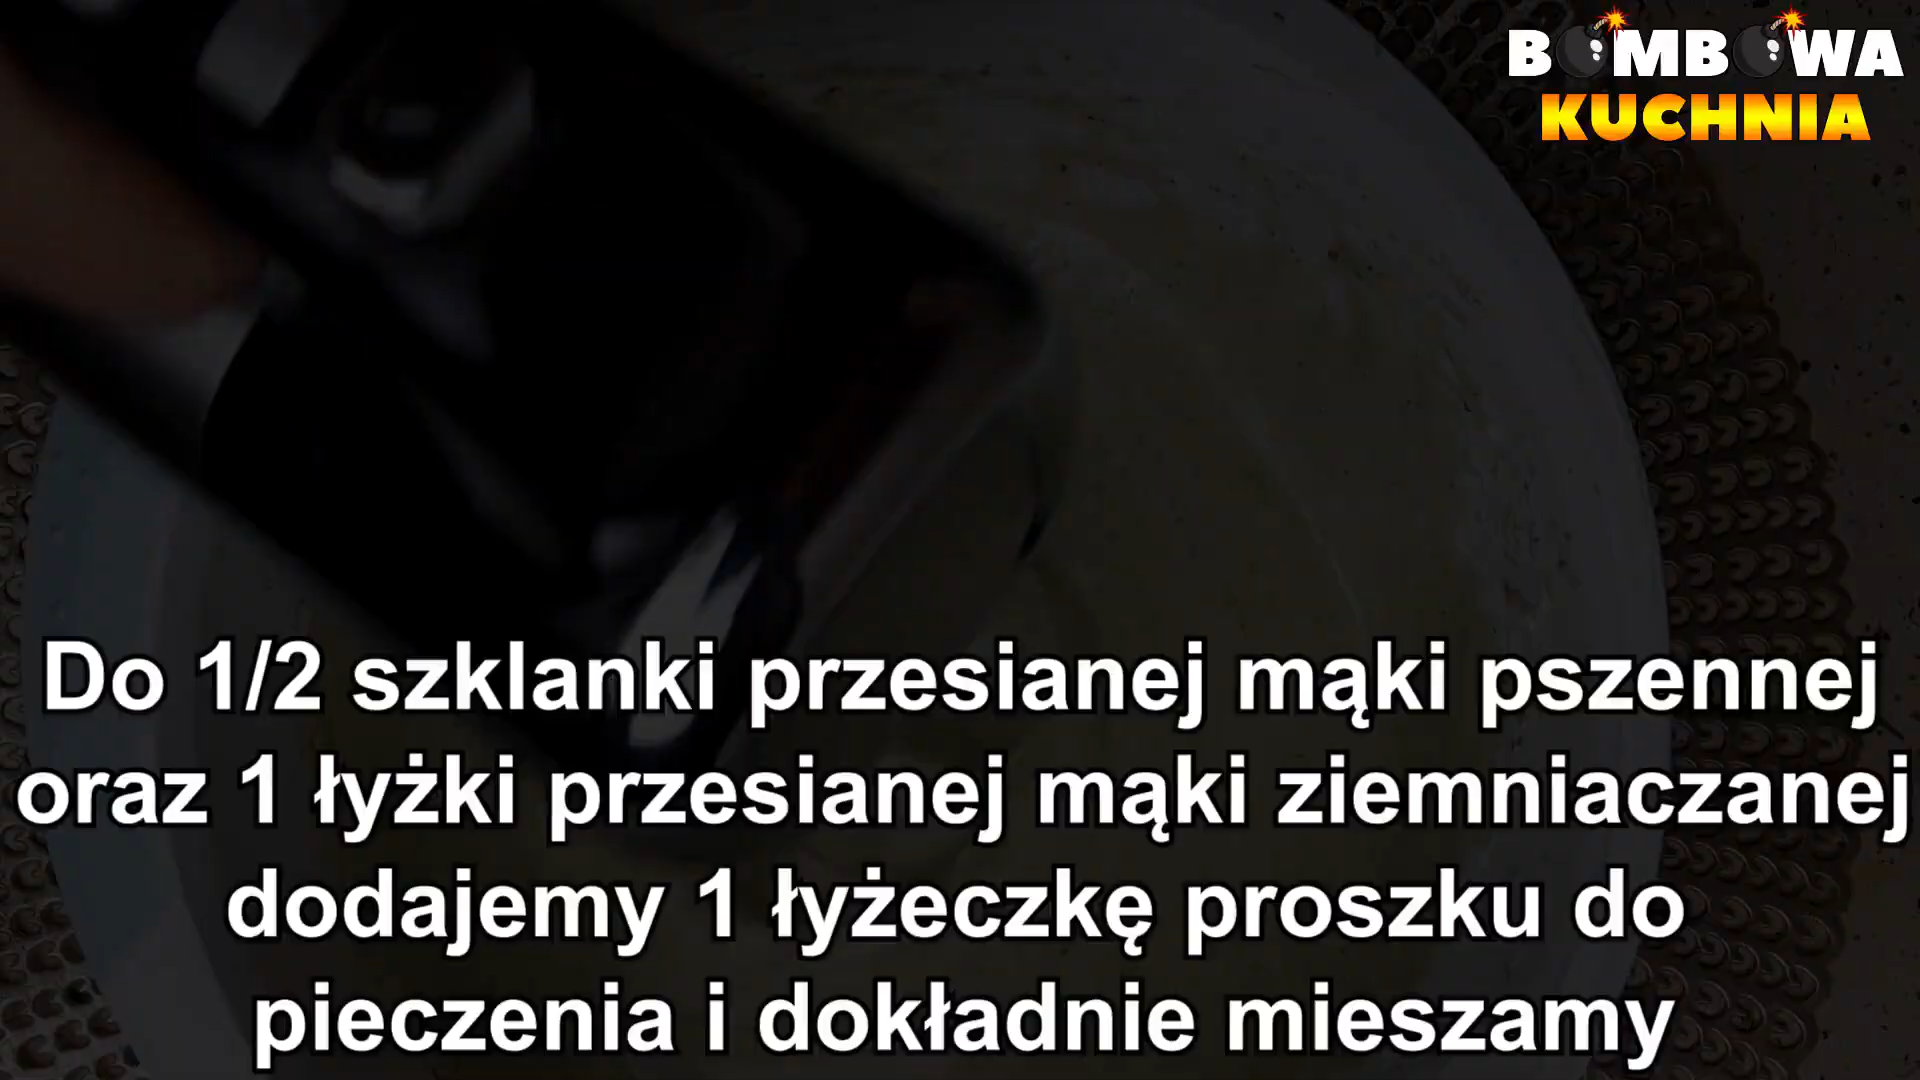 BOMBOWA
KUCHNIA
Do 1/2 szklanki przesianej mąki pszennej
oraz 1 łyżki przesianej mąki ziemniaczanej
dodajemy 1 łyżeczkę proszku do
pieczenia i dokładnie mieszamy